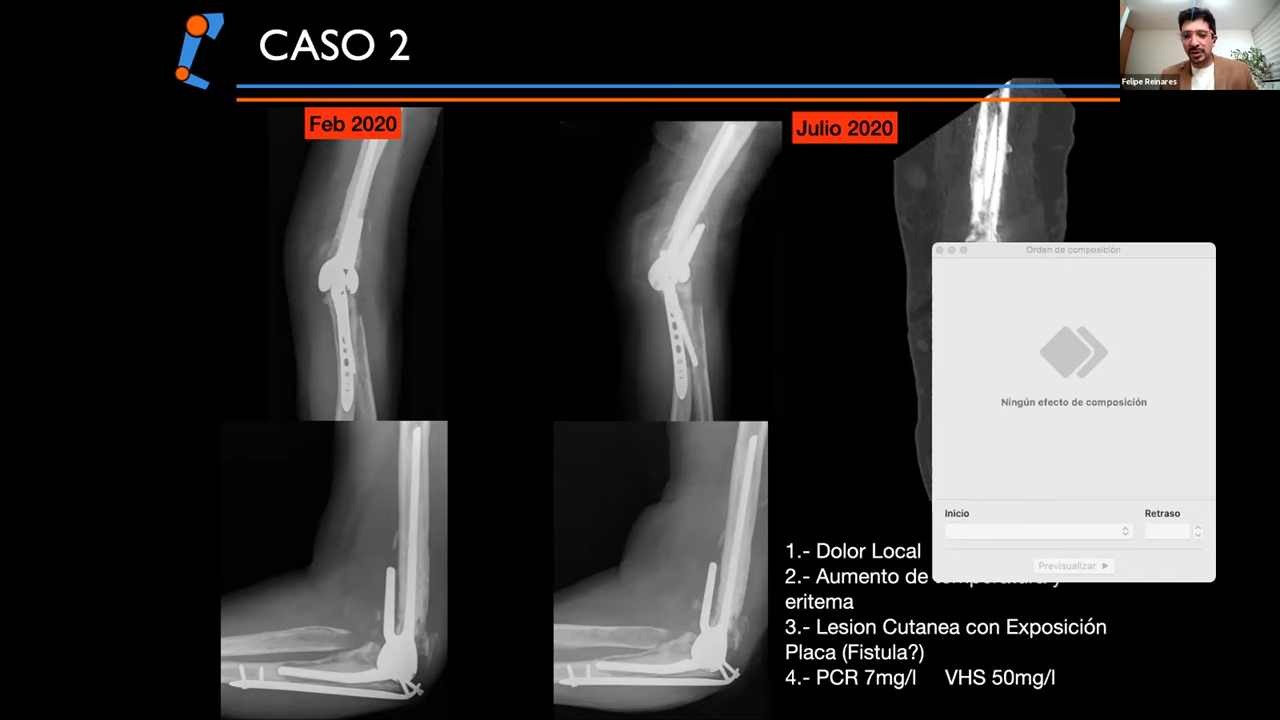 CASO 2
Felipe Reinares
Feb 2020
Julio 2020
Orden de composición
Ningún efecto de composición
Inicio
Retraso
Previsualizar
1.- Dolor Local
2.- Aumento de
eritema
3.- Lesion Cutanea con Exposición
Placa (Fistula?)
4.- PCR 7mg/l VHS 50mg/l